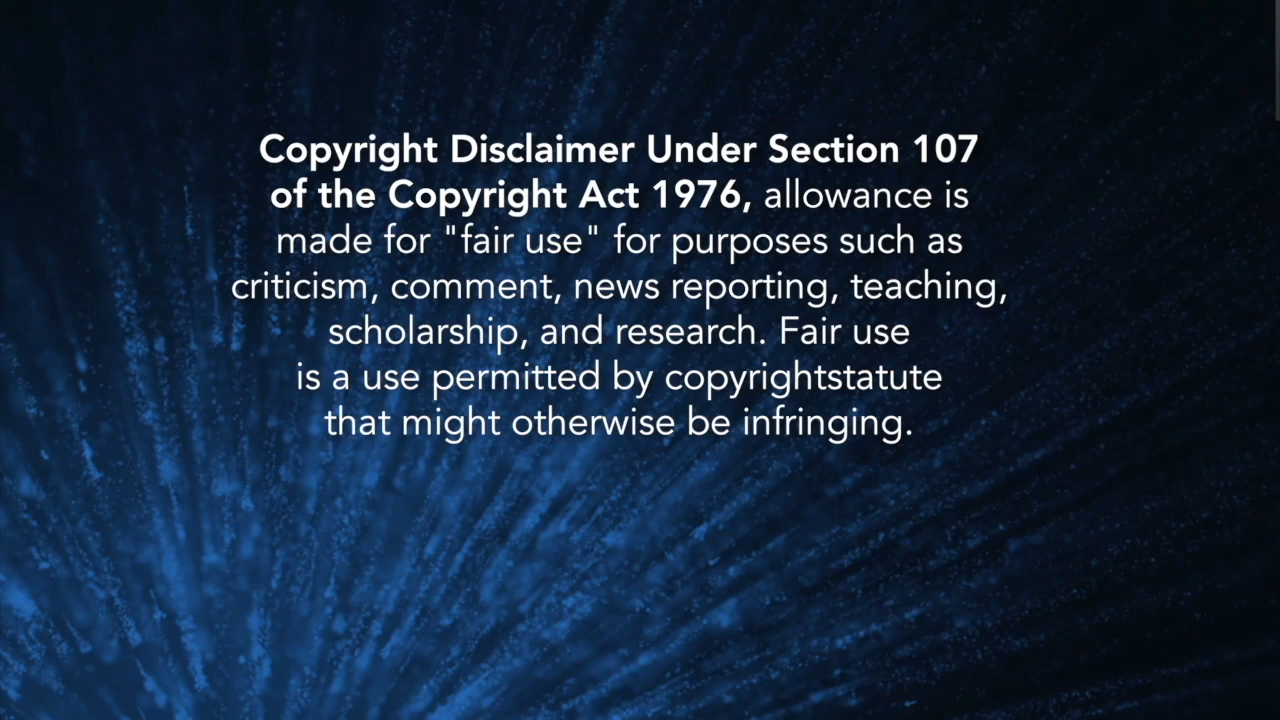 Copyright Disclaimer Under Section 107
of the Copyright Act 1976, allowance is
made for "fair use" for purposes such as
criticism, comment, news reporting, teaching,
scholarship, and research. Fair use
is a use permitted by copyrightstatute
that might otherwise be infringing.